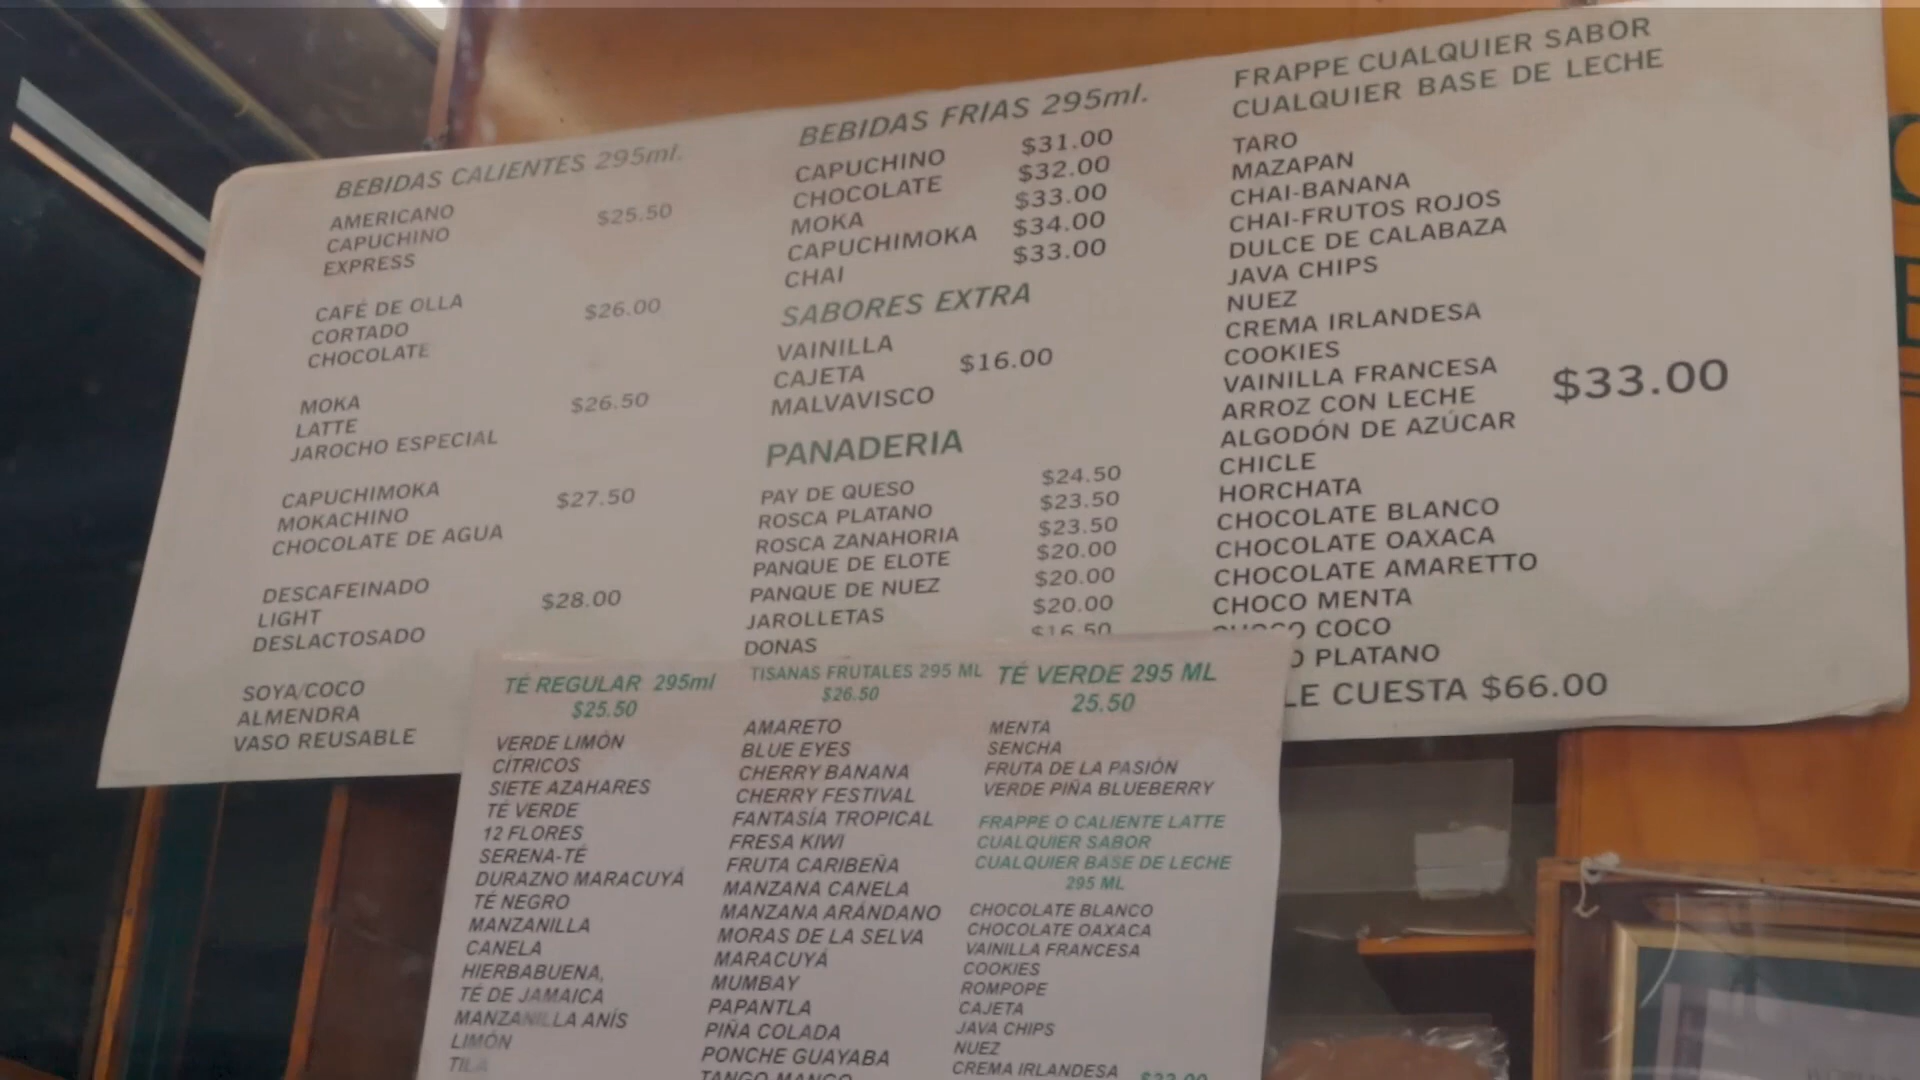 BEBIDAS CALIENTES 295ml.
AMERICANO
CAPUCHINO $25.50
EXPRESS
CAFÉ DE OLLA
CORTADO $26.00
CHOCOLATE
MOKA
LATTE $26.50
JAROCHO ESPECIAL
CAPUCHIMOKA
MOKACHINO $27.50
CHOCOLATE DE AGUA
DESCAFEINADO
LIGHT $28.00
DESLACTOSADO
SOYA/COCO
ALMENDRA
VASO REUSABLE
BEBIDAS FRIAS 295ml.
CAPUCHINO $31.00
CHOCOLATE $32.00
MOKA $33.00
CAPUCHIMOKA $34.00
CHAI $33.00
SABORES EXTRA
VAINILLA
CAJETA $16.00
MALVAVISCO
PANADERIA
PAY DE QUESO $24.50
ROSCA PLATANO $23.50
ROSCA ZANAHORIA $23.50
PANQUE DE ELOTE $20.00
PANQUE DE NUEZ $20.00
JAROLLETAS $20.00
DONAS $16.50
FRAPPE CUALQUIER SABOR
CUALQUIER BASE DE LECHE
TARO
MAZAPAN
CHAI-BANANA
CHAI-FRUTOS ROJOS
DULCE DE CALABAZA
JAVA CHIPS
NUEZ
CREMA IRLANDESA
COOKIES
VAINILLA FRANCESA
ARROZ CON LECHE $33.00
ALGODÓN DE AZÚCAR
CHICLE
HORCHATA
CHOCOLATE BLANCO
CHOCOLATE OAXACA
CHOCOLATE AMARETTO
CHOCO MENTA
COCO
PLATANO
LE CUESTA $66.00
TÉ REGULAR 295ml
$25.50
VERDE LIMÓN
CÍTRICOS
SIETE AZAHARES
TÉ VERDE
12 FLORES
SERENA-TÉ
DURAZNO MARACUYÁ
TÉ NEGRO
MANZANILLA
CANELA
HIERBABUENA,
TÉ DE JAMAICA
MANZANILLA ANÍS
LIMÓN
TILA
TISANAS FRUTALES 295 ML
$26.50
AMARETO
BLUE EYES
CHERRY BANANA
CHERRY FESTIVAL
FANTASÍA TROPICAL
FRESA KIWI
FRUTA CARIBEÑA
MANZANA CANELA
MANZANA ARÁNDANO
MORAS DE LA SELVA
MARACUYÁ
MUMBAY
PAPANTLA
PIÑA COLADA
PONCHE GUAYABA
TANGO MANGO
TÉ VERDE 295 ML
25.50
MENTA
SENCHA
FRUTA DE LA PASIÓN
VERDE PIÑA BLUEBERRY
FRAPPE O CALIENTE LATTE
CUALQUIER SABOR
CUALQUIER BASE DE LECHE
295 ML
CHOCOLATE BLANCO
CHOCOLATE OAXACA
VAINILLA FRANCESA
COOKIES
ROMPOPE
CAJETA
JAVA CHIPS
NUEZ
CREMA IRLANDESA $33.00